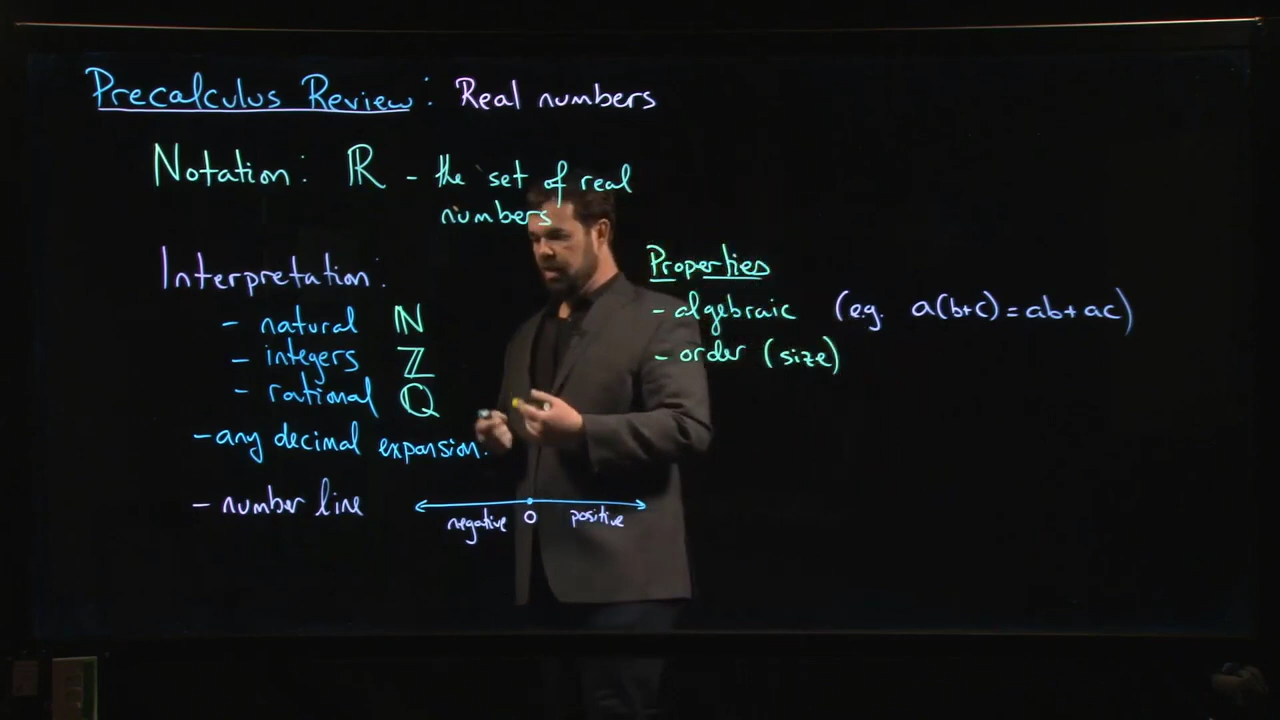 Precalculus Review: Real numbers
Notation: ℝ - the set of real
numbers
Interpretation:
- natural ℕ
- integers ℤ
- rational ℚ
- any decimal expansion.
- number line
negative 0 positive
Properties
- algebraic (e.g. a(b+c)=ab+ac)
- order (size)